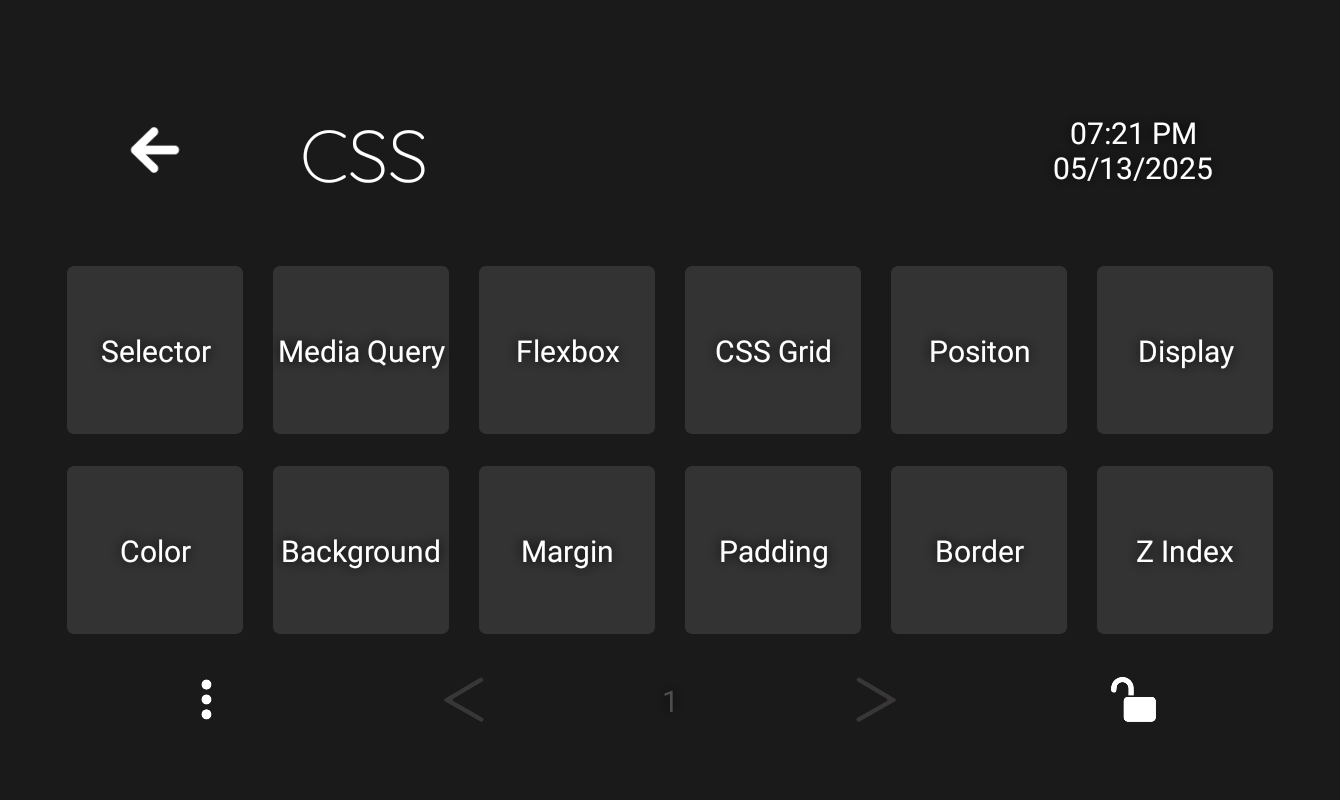 CSS
07:21 PM
05/13/2025
Selector
Media Query
Flexbox
CSS Grid
Positon
Display
Color
Background
Margin
Padding
Border
Z Index
1